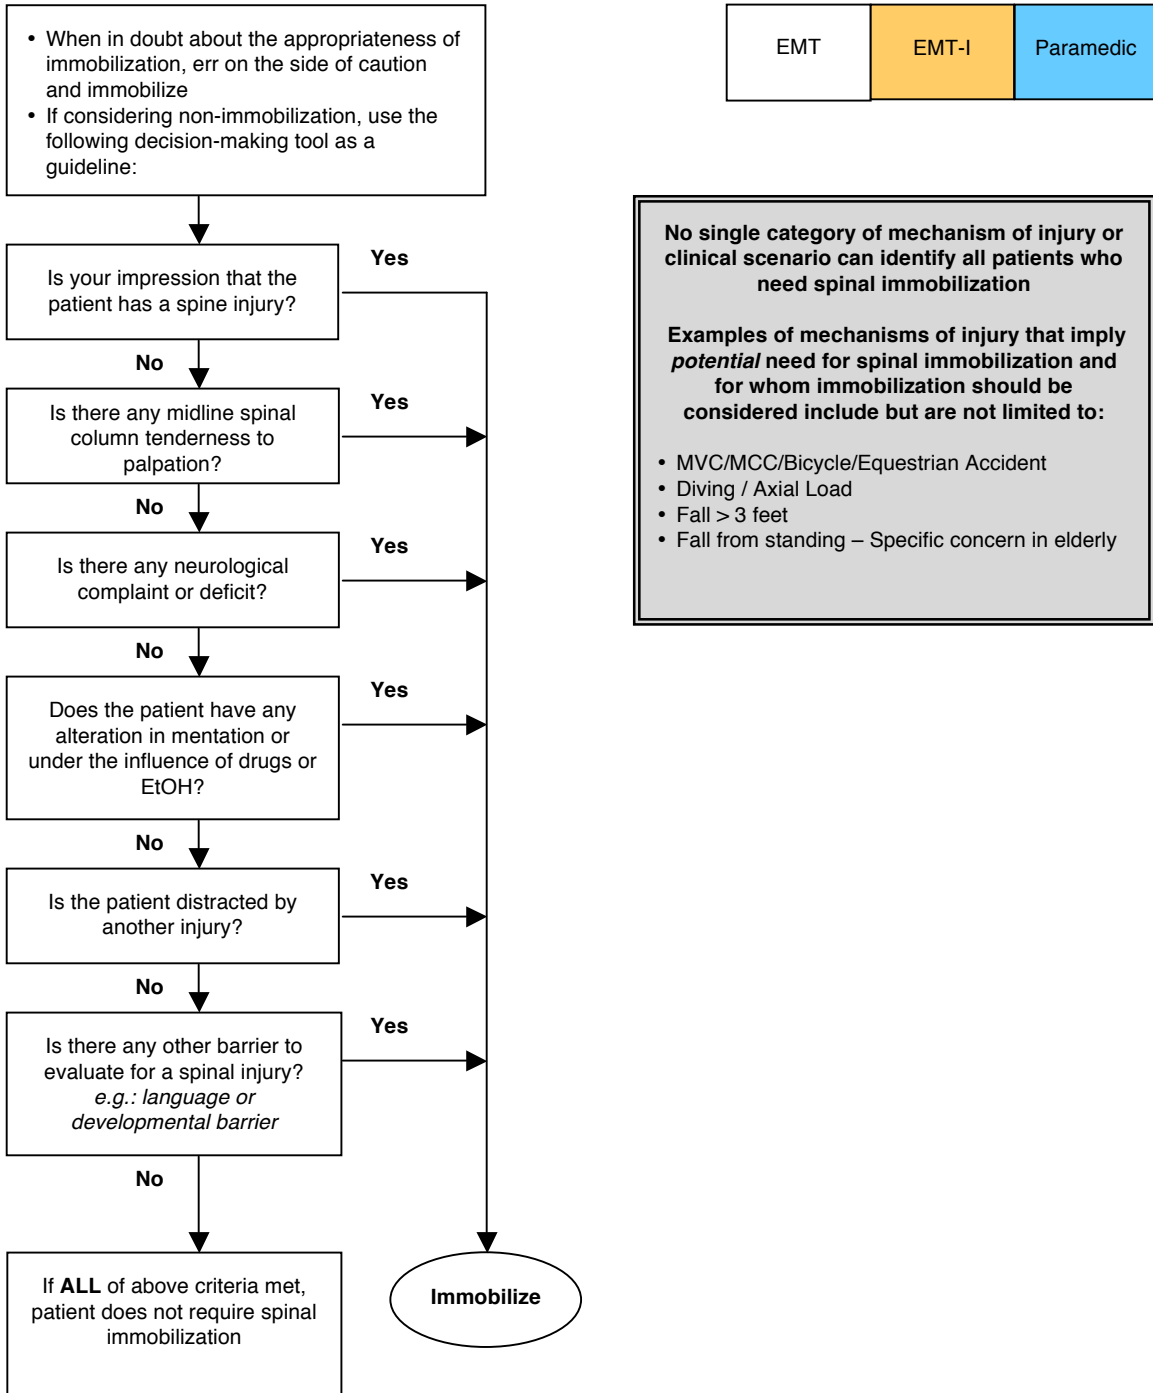 • When in doubt about the appropriateness of
immobilization, err on the side of caution
and immobilize
• If considering non-immobilization, use the
following decision-making tool as a
guideline:
EMT
EMT-I
Paramedic
No single category of mechanism of injury or
clinical scenario can identify all patients who
need spinal immobilization
Examples of mechanisms of injury that imply
potential need for spinal immobilization and
for whom immobilization should be
considered include but are not limited to:
• MVC/MCC/Bicycle/Equestrian Accident
• Diving / Axial Load
• Fall > 3 feet
• Fall from standing – Specific concern in elderly
Is your impression that the
patient has a spine injury?
Yes
No
Is there any midline spinal
column tenderness to
palpation?
Yes
No
Is there any neurological
complaint or deficit?
Yes
No
Does the patient have any
alteration in mentation or
under the influence of drugs or
EtOH?
Yes
No
Is the patient distracted by
another injury?
Yes
No
Is there any other barrier to
evaluate for a spinal injury?
e.g.: language or
developmental barrier
Yes
No
If ALL of above criteria met,
patient does not require spinal
immobilization
Immobilize